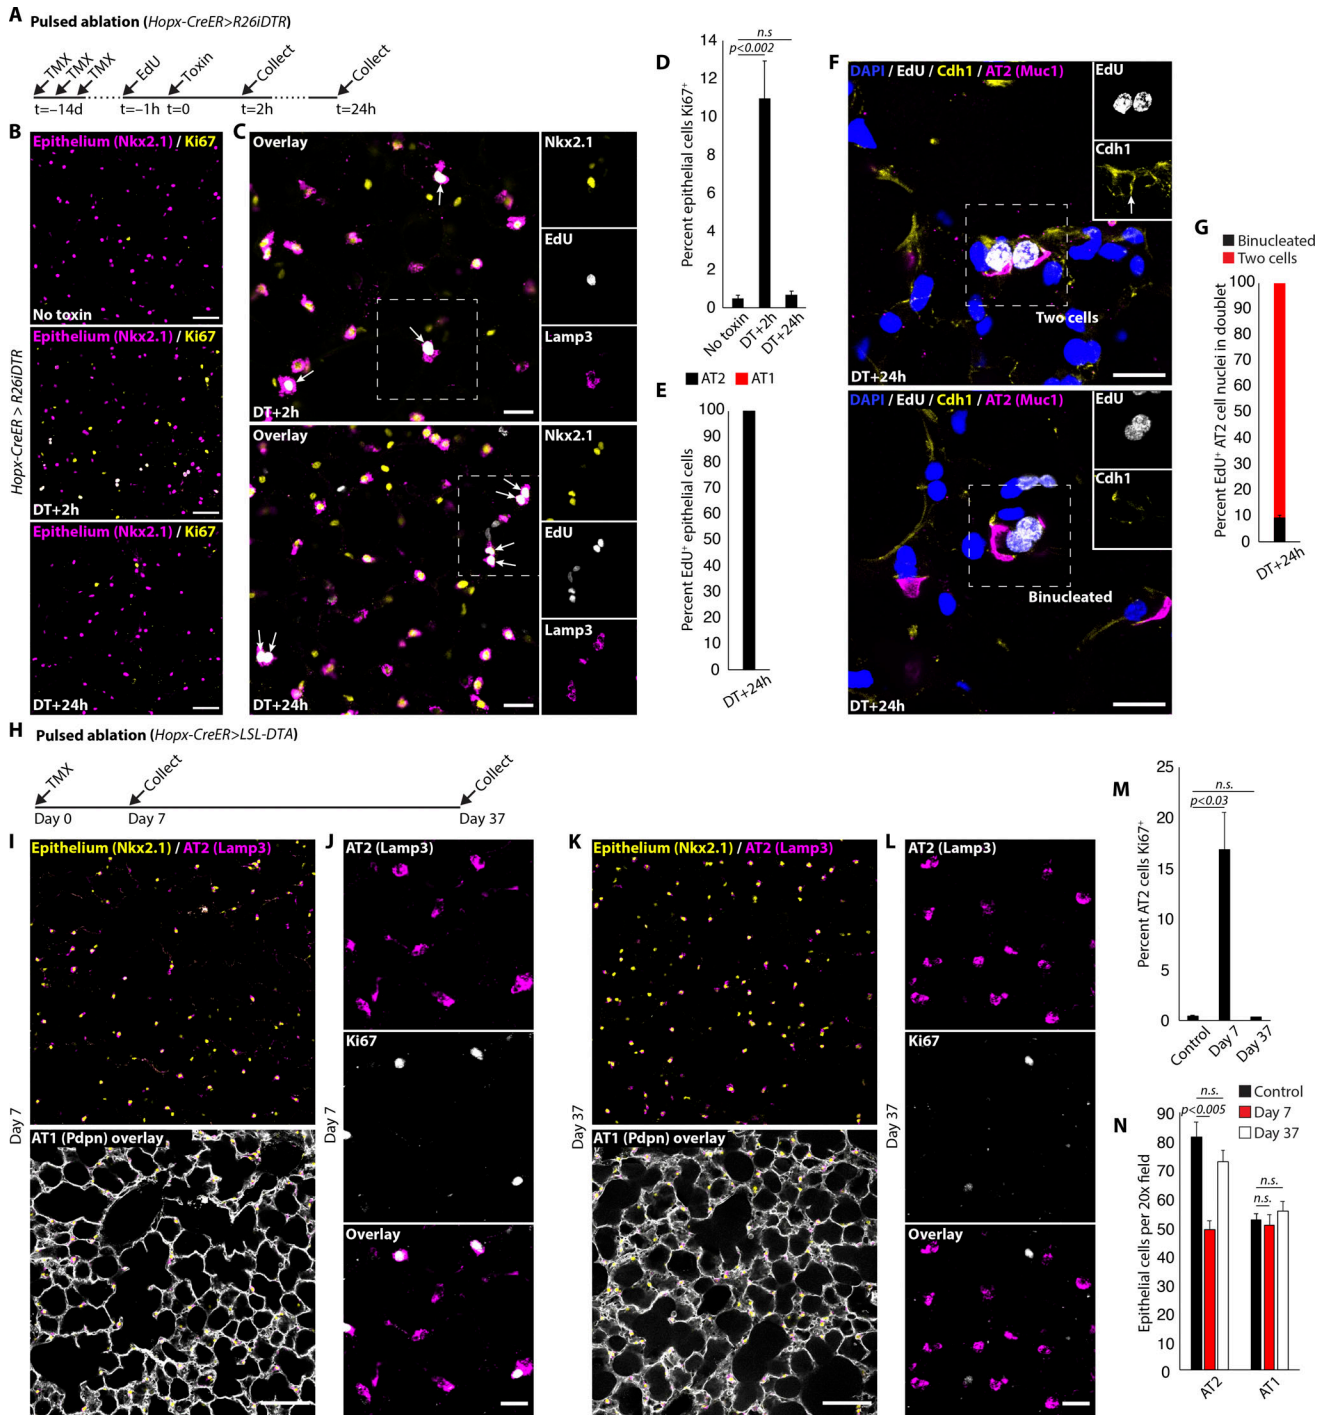 A Pulsed ablation (Hopx-CreER>R26iDTR)
TMX TMX TMX EdU Toxin Collect Collect
t=–14d t=–1h t=0 t=2h t=24h
B
Epithelium (Nkx2.1) / Ki67
No toxin
Epithelium (Nkx2.1) / Ki67
DT+2h
Epithelium (Nkx2.1) / Ki67
DT+24h
Hopx-CreER > R26iDTR
C
Overlay
DT+2h
Nkx2.1
EdU
Lamp3
Overlay
DT+24h
Nkx2.1
EdU
Lamp3
D
n.s
p<0.002
Percent epithelial cells Ki67+
14
12
10
8
6
4
2
0
No toxin DT+2h DT+24h
E
AT2 AT1
Percent EdU+ epithelial cells
100
90
80
70
60
50
40
30
20
10
0
DT+24h
F
DAPI / EdU / Cdh1 / AT2 (Muc1)
EdU
Cdh1
Two cells
DT+24h
DAPI / EdU / Cdh1 / AT2 (Muc1)
EdU
Cdh1
Binucleated
DT+24h
G
Binucleated
Two cells
Percent EdU+ AT2 cell nuclei in doublet
100
90
80
70
60
50
40
30
20
10
0
DT+24h
H Pulsed ablation (Hopx-CreER>LSL-DTA)
TMX Collect Collect
Day 0 Day 7 Day 37
I
Epithelium (Nkx2.1) / AT2 (Lamp3)
AT1 (Pdpn) overlay
Day 7
J
AT2 (Lamp3)
Ki67
Overlay
Day 7
K
Epithelium (Nkx2.1) / AT2 (Lamp3)
AT1 (Pdpn) overlay
Day 37
L
AT2 (Lamp3)
Ki67
Overlay
Day 37
M
n.s.
p<0.03
Percent AT2 cells Ki67+
25
20
15
10
5
0
Control Day 7 Day 37
N
Control
Day 7
Day 37
n.s.
p<0.005
n.s.
n.s.
Epithelial cells per 20x field
90
80
70
60
50
40
30
20
10
0
AT2 AT1